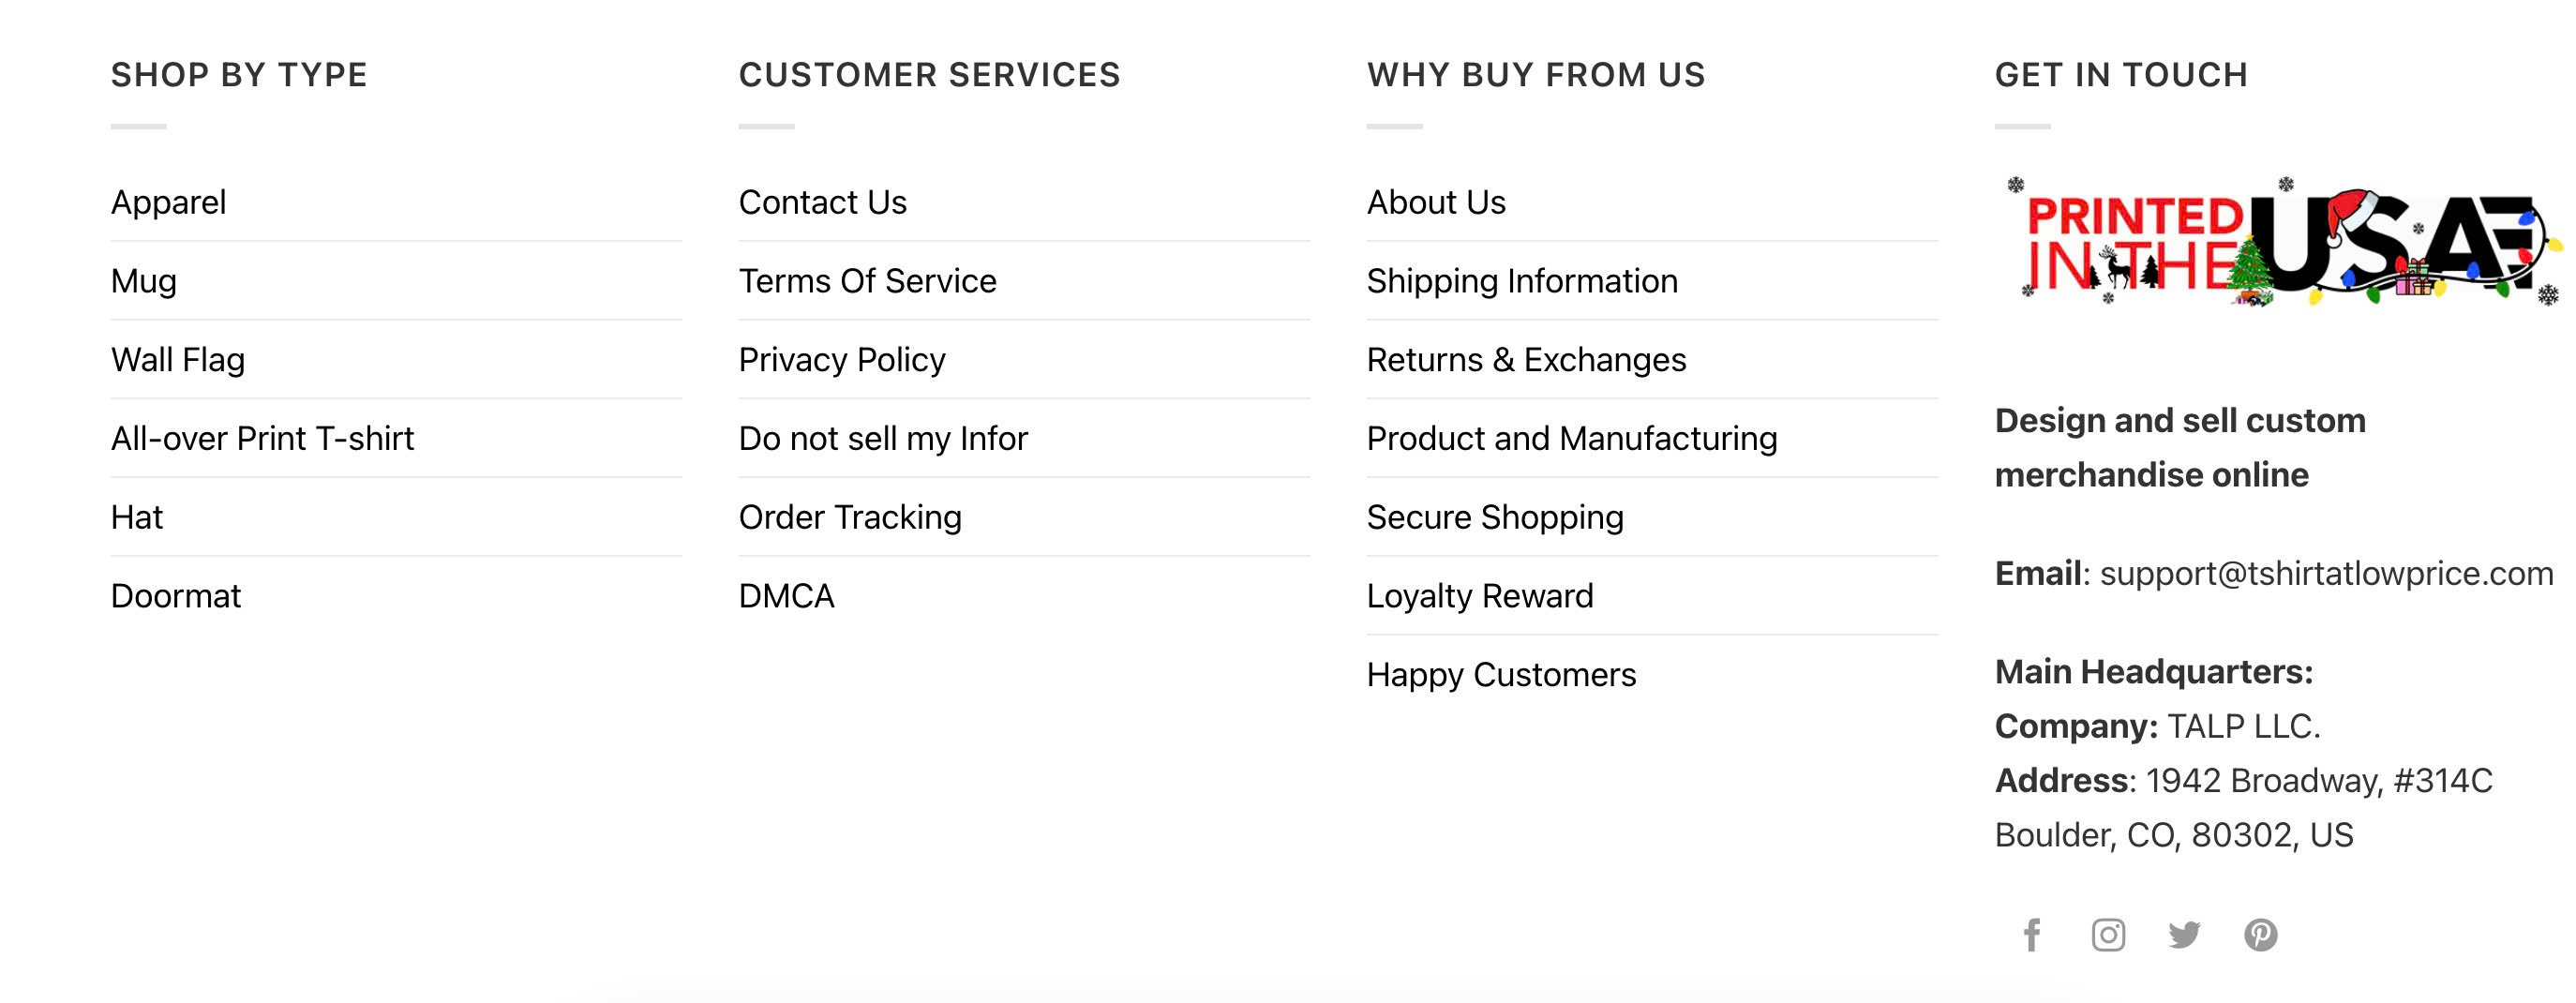 SHOP BY TYPE
Apparel
Mug
Wall Flag
All-over Print T-shirt
Hat
Doormat
CUSTOMER SERVICES
Contact Us
Terms Of Service
Privacy Policy
Do not sell my Infor
Order Tracking
DMCA
WHY BUY FROM US
About Us
Shipping Information
Returns & Exchanges
Product and Manufacturing
Secure Shopping
Loyalty Reward
Happy Customers
GET IN TOUCH
PRINTED
IN THE
USA
Design and sell custom
merchandise online
Email: support@tshirtatlowprice.com
Main Headquarters:
Company: TALP LLC.
Address: 1942 Broadway, #314C
Boulder, CO, 80302, US